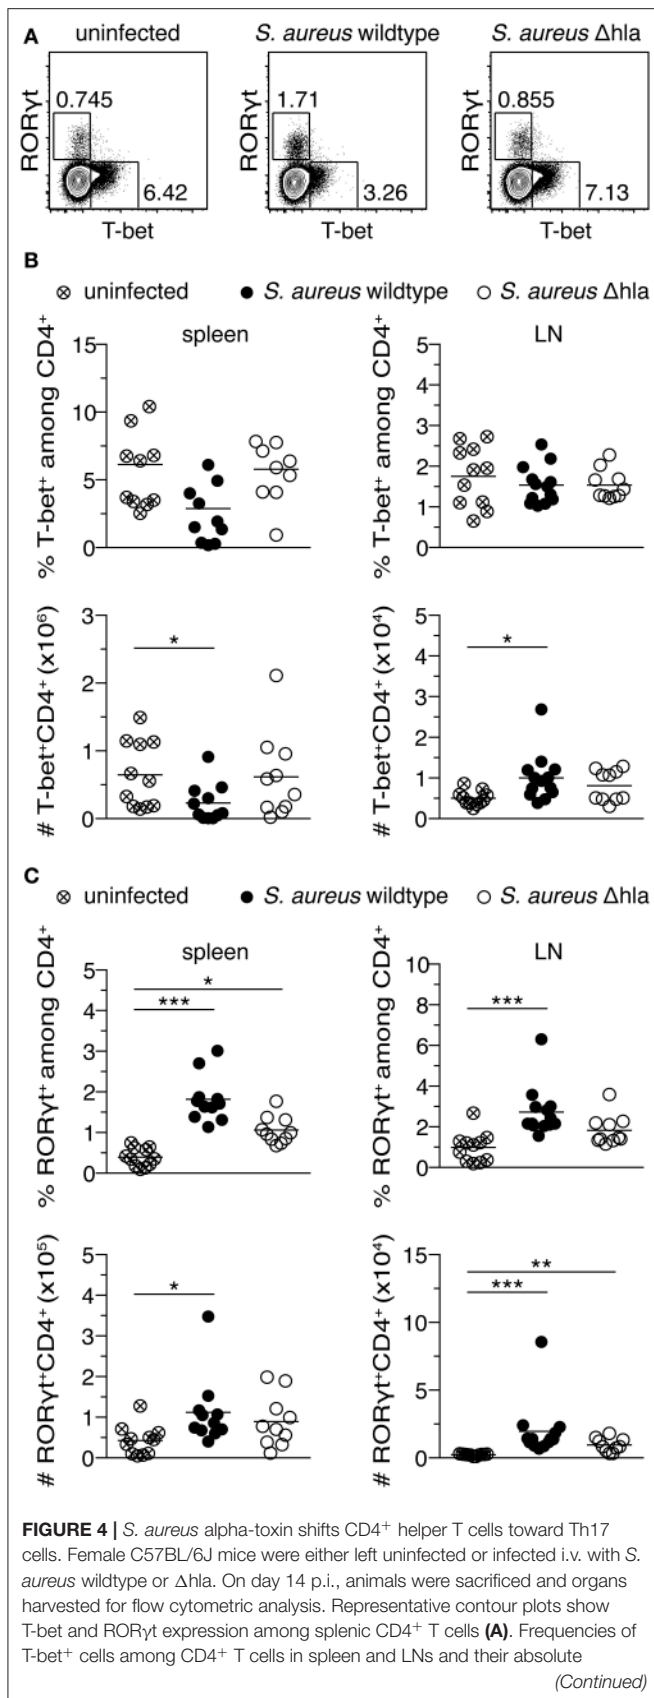 A
uninfected
S. aureus wildtype
S. aureus Δhla
RORγt
0.745
6.42
T-bet
RORγt
1.71
3.26
T-bet
RORγt
0.855
7.13
T-bet
B
uninfected
S. aureus wildtype
S. aureus Δhla
spleen
% T-bet⁺ among CD4⁺
15
10
5
0
LN
% T-bet⁺ among CD4⁺
5
4
3
2
1
0
# T-bet⁺CD4⁺ (x10⁶)
3
2
1
0
*
# T-bet⁺CD4⁺ (x10⁴)
5
4
3
2
1
0
*
C
uninfected
S. aureus wildtype
S. aureus Δhla
spleen
% RORγt⁺ among CD4⁺
5
4
3
2
1
0
*
***
LN
% RORγt⁺ among CD4⁺
10
8
6
4
2
0
***
# RORγt⁺CD4⁺ (x10⁵)
5
4
3
2
1
0
*
# RORγt⁺CD4⁺ (x10⁴)
15
10
5
0
**
***
FIGURE 4 | S. aureus alpha-toxin shifts CD4⁺ helper T cells toward Th17
cells. Female C57BL/6J mice were either left uninfected or infected i.v. with S.
aureus wildtype or Δhla. On day 14 p.i., animals were sacrificed and organs
harvested for flow cytometric analysis. Representative contour plots show
T-bet and RORγt expression among splenic CD4⁺ T cells (A). Frequencies of
T-bet⁺ cells among CD4⁺ T cells in spleen and LNs and their absolute
(Continued)